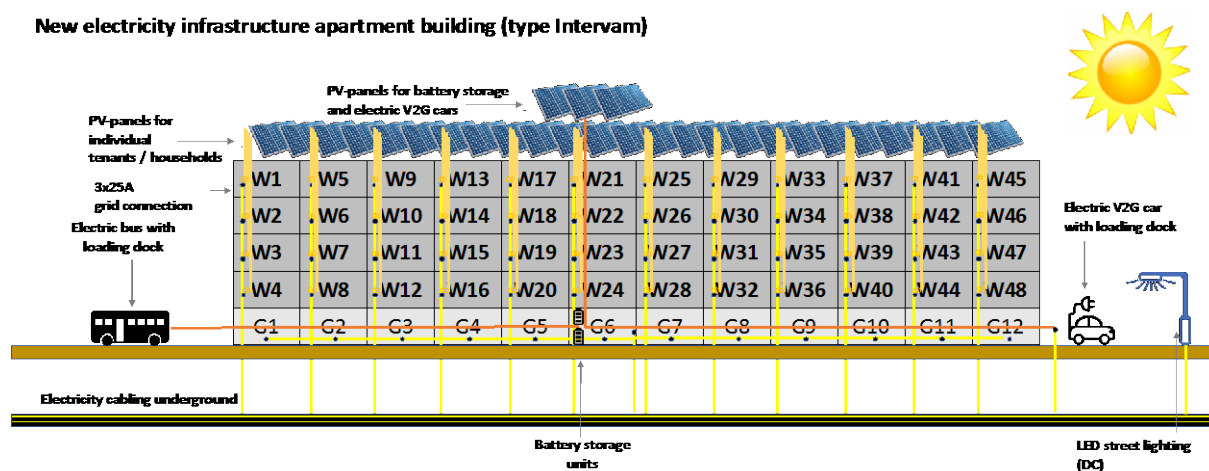 New electricity infrastructure apartment building (type Intervam)
PV-panels for battery storage
and electric V2G cars
PV-panels for
individual
tenants / households
3x25A
grid connection
Electric bus with
loading dock
W1 W5 W9 W13 W17 W21 W25 W29 W33 W37 W41 W45
W2 W6 W10 W14 W18 W22 W26 W30 W34 W38 W42 W46
W3 W7 W11 W15 W19 W23 W27 W31 W35 W39 W43 W47
W4 W8 W12 W16 W20 W24 W28 W32 W36 W40 W44 W48
G1 G2 G3 G4 G5 G6 G7 G8 G9 G10 G11 G12
Electric V2G car
with loading dock
Electricity cabling underground
Battery storage
units
LED street lighting
(DC)